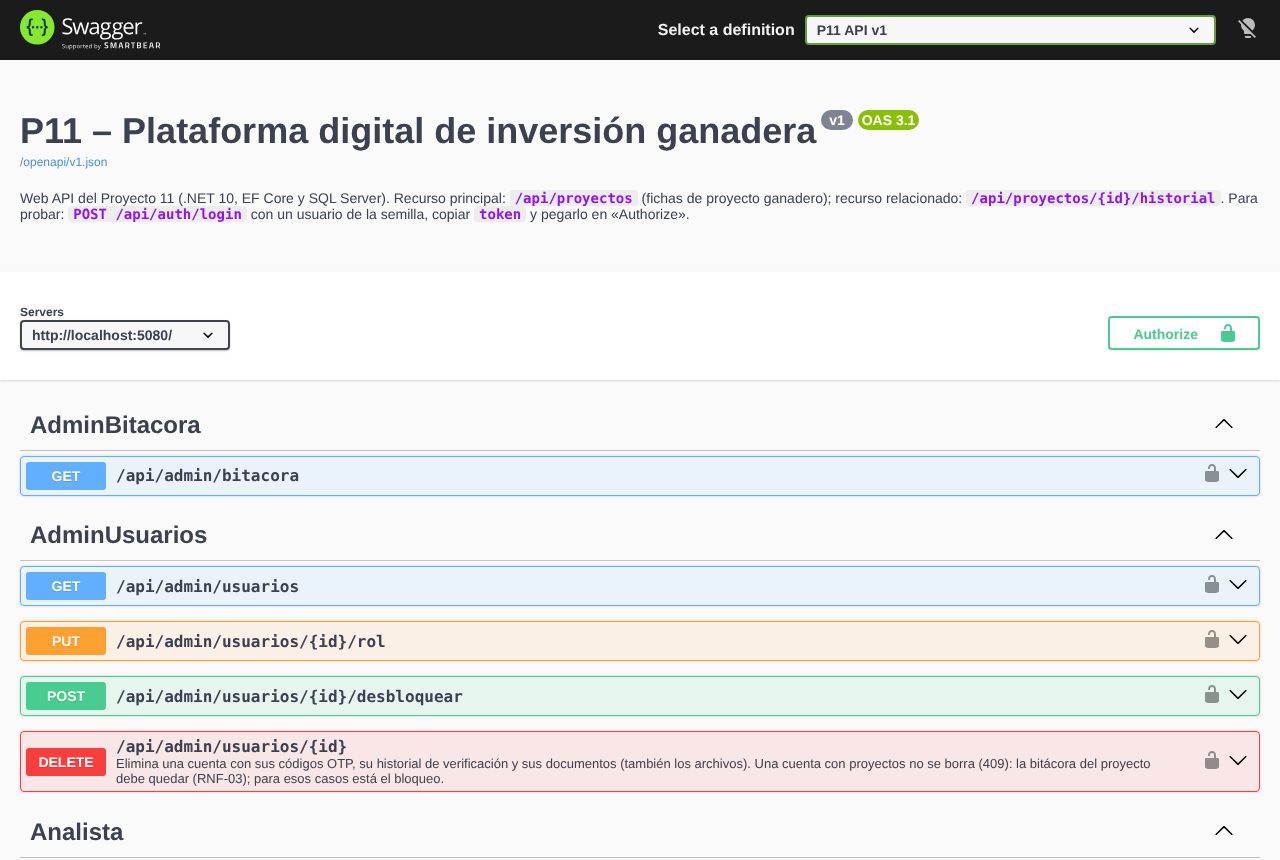 Swagger
Supported by SMARTBEAR
Select a definition
P11 API v1
P11 – Plataforma digital de inversión ganadera v1 OAS 3.1
/openapi/v1.json
Web API del Proyecto 11 (.NET 10, EF Core y SQL Server). Recurso principal: /api/proyectos (fichas de proyecto ganadero); recurso relacionado: /api/proyectos/{id}/historial . Para
probar: POST /api/auth/login con un usuario de la semilla, copiar token y pegarlo en «Authorize».
Servers
http://localhost:5080/
Authorize
AdminBitacora
GET /api/admin/bitacora
AdminUsuarios
GET /api/admin/usuarios
PUT /api/admin/usuarios/{id}/rol
POST /api/admin/usuarios/{id}/desbloquear
DELETE /api/admin/usuarios/{id}
Elimina una cuenta con sus códigos OTP, su historial de verificación y sus documentos (también los archivos). Una cuenta con proyectos no se borra (409): la bitácora del proyecto
debe quedar (RNF-03); para esos casos está el bloqueo.
Analista